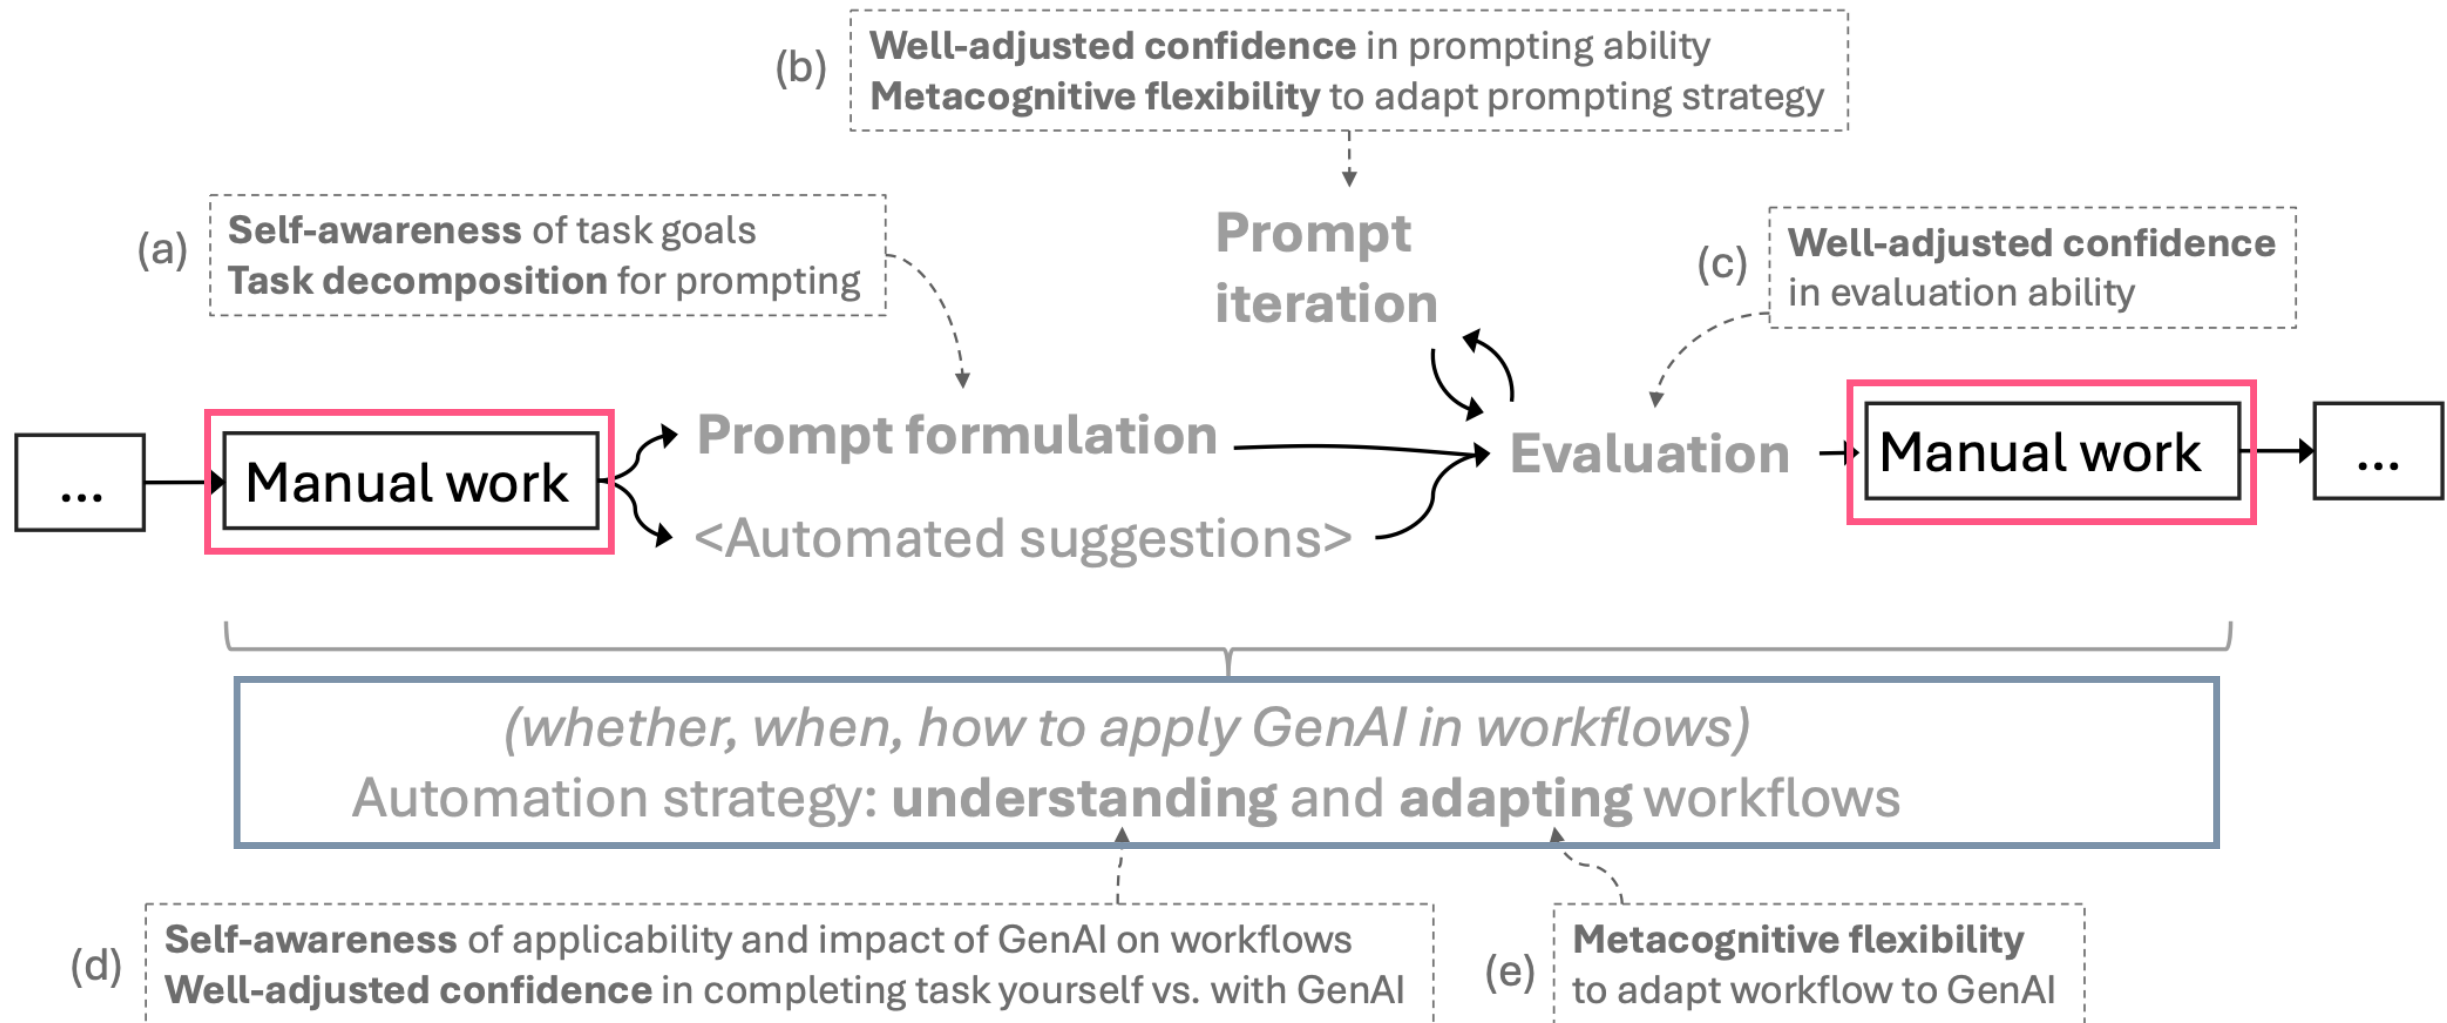 (b)
Well-adjusted confidence in prompting ability
Metacognitive flexibility to adapt prompting strategy
(a)
Self-awareness of task goals
Task decomposition for prompting
Prompt
iteration
(c)
Well-adjusted confidence
in evaluation ability
...
Manual work
Prompt formulation
<Automated suggestions>
Evaluation
Manual work
...
(whether, when, how to apply GenAI in workflows)
Automation strategy: understanding and adapting workflows
(d)
Self-awareness of applicability and impact of GenAI on workflows
Well-adjusted confidence in completing task yourself vs. with GenAI
(e)
Metacognitive flexibility
to adapt workflow to GenAI